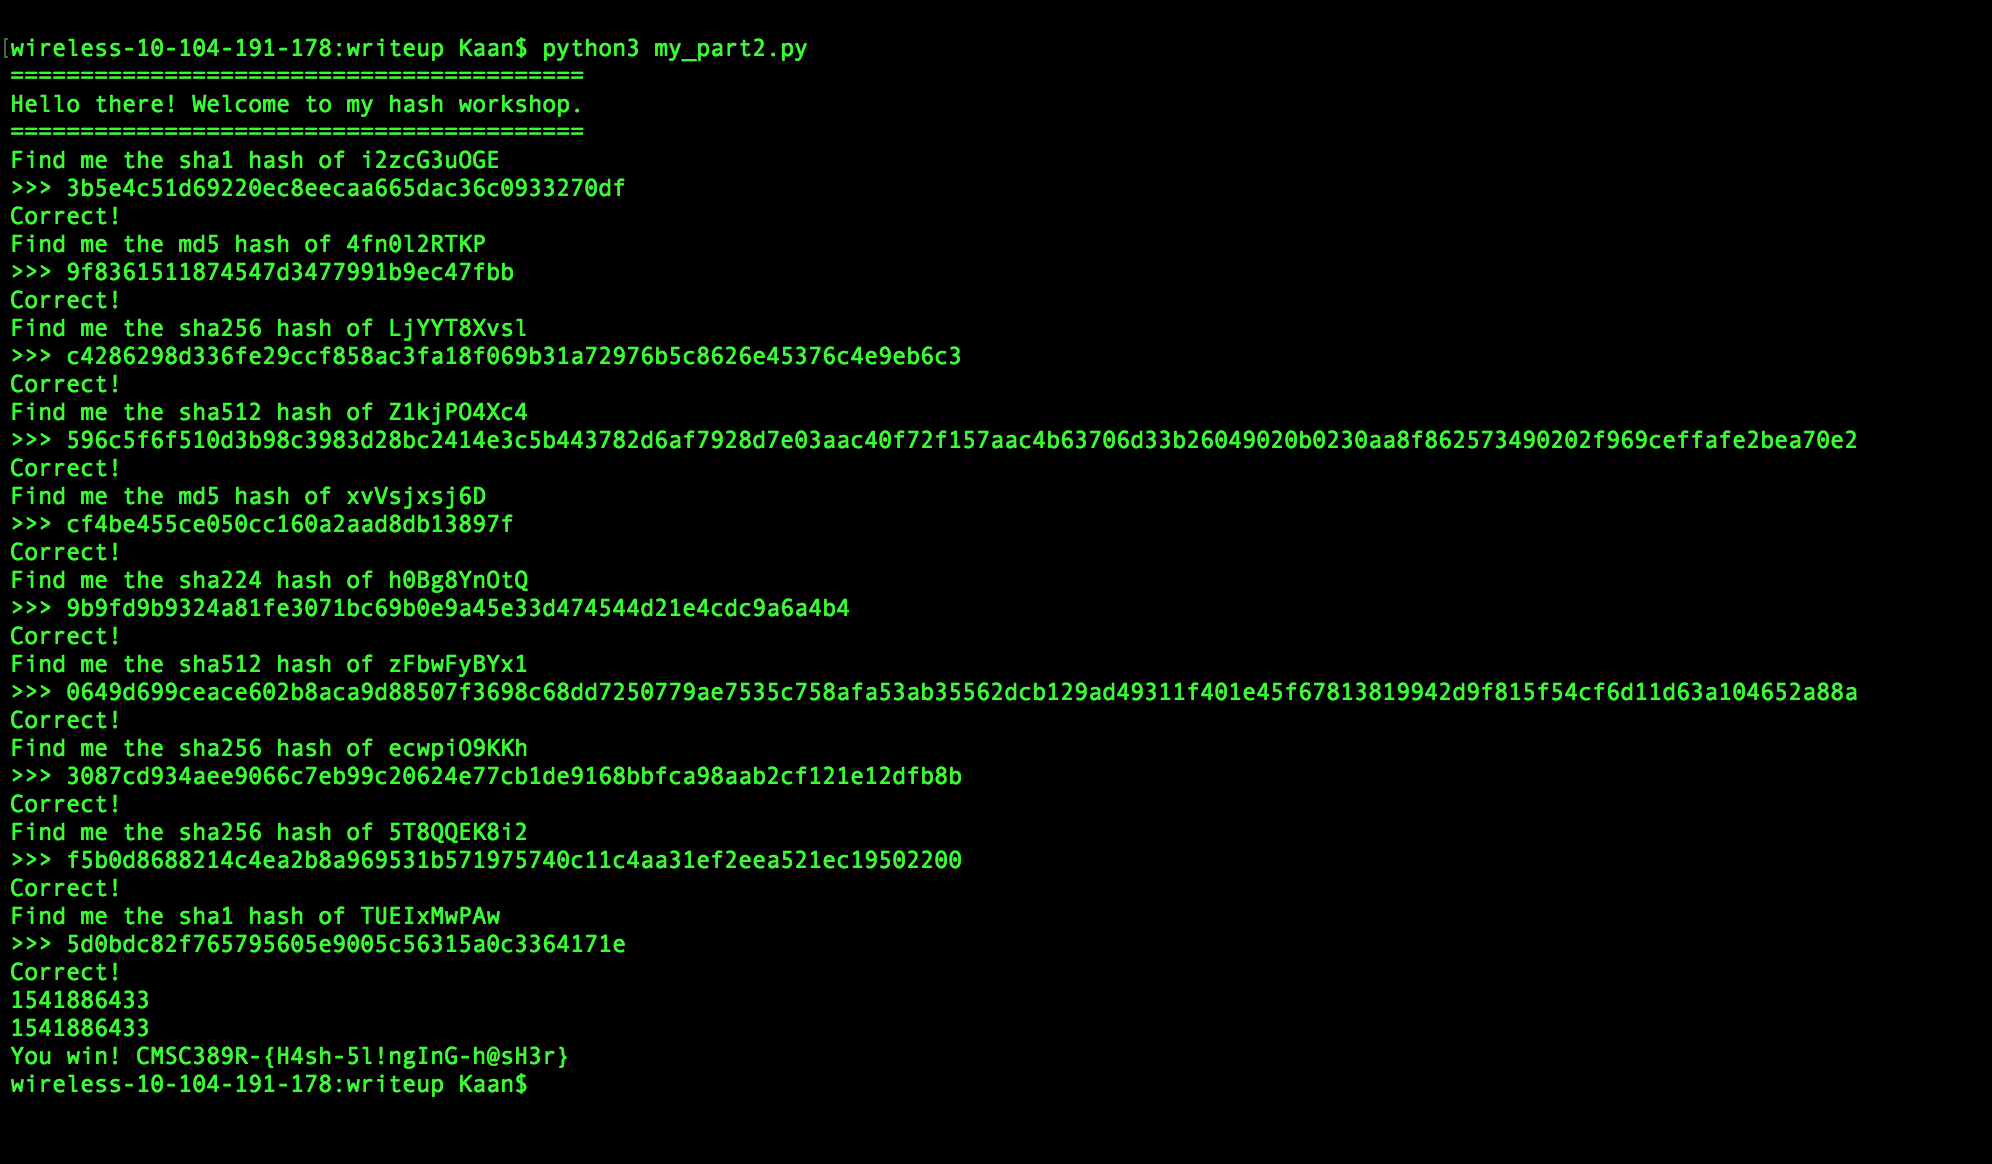 [wireless-10-104-191-178:writeup Kaan$ python3 my_part2.py
=========================================
Hello there! Welcome to my hash workshop.
=========================================
Find me the sha1 hash of i2zcG3uOGE
>>> 3b5e4c51d69220ec8eecaa665dac36c0933270df
Correct!
Find me the md5 hash of 4fn0l2RTKP
>>> 9f8361511874547d3477991b9ec47fbb
Correct!
Find me the sha256 hash of LjYYT8Xvsl
>>> c4286298d336fe29ccf858ac3fa18f069b31a72976b5c8626e45376c4e9eb6c3
Correct!
Find me the sha512 hash of Z1kjPO4Xc4
>>> 596c5f6f510d3b98c3983d28bc2414e3c5b443782d6af7928d7e03aac40f72f157aac4b63706d33b26049020b0230aa8f862573490202f969ceffafe2bea70e2
Correct!
Find me the md5 hash of xvVsjxsj6D
>>> cf4be455ce050cc160a2aad8db13897f
Correct!
Find me the sha224 hash of h0Bg8YnOtQ
>>> 9b9fd9b9324a81fe3071bc69b0e9a45e33d474544d21e4cdc9a6a4b4
Correct!
Find me the sha512 hash of zFbwFyBYx1
>>> 0649d699ceace602b8aca9d88507f3698c68dd7250779ae7535c758afa53ab35562dcb129ad49311f401e45f67813819942d9f815f54cf6d11d63a104652a88a
Correct!
Find me the sha256 hash of ecwpiO9KKh
>>> 3087cd934aee9066c7eb99c20624e77cb1de9168bbfca98aab2cf121e12dfb8b
Correct!
Find me the sha256 hash of 5T8QQEK8i2
>>> f5b0d8688214c4ea2b8a969531b571975740c11c4aa31ef2eea521ec19502200
Correct!
Find me the sha1 hash of TUEIxMwPAw
>>> 5d0bdc82f765795605e9005c56315a0c3364171e
Correct!
1541886433
1541886433
You win! CMSC389R-{H4sh-5l!ngInG-h@sH3r}
wireless-10-104-191-178:writeup Kaan$